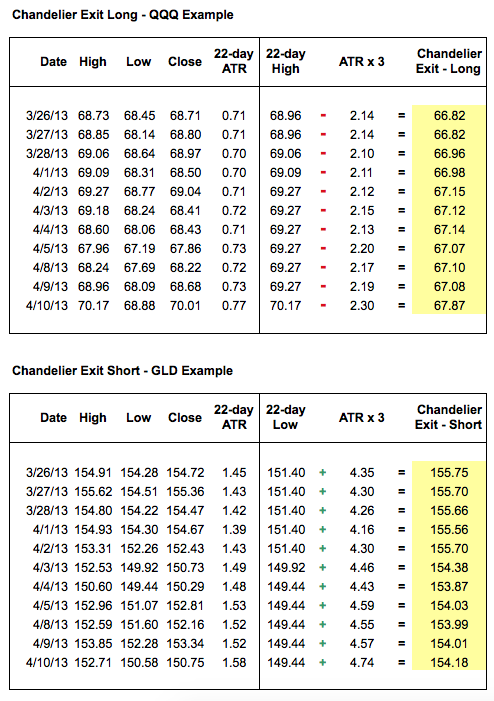 Chandelier Exit Long - QQQ Example
Date High Low Close 22-day ATR 22-day High ATR x 3 Chandelier Exit - Long
3/26/13 68.73 68.45 68.71 0.71 68.96 - 2.14 = 66.82
3/27/13 68.85 68.14 68.80 0.71 68.96 - 2.14 = 66.82
3/28/13 69.06 68.64 68.97 0.70 69.06 - 2.10 = 66.96
4/1/13 69.09 68.31 68.50 0.70 69.09 - 2.11 = 66.98
4/2/13 69.27 68.77 69.04 0.71 69.27 - 2.12 = 67.15
4/3/13 69.18 68.24 68.41 0.72 69.27 - 2.15 = 67.12
4/4/13 68.60 68.06 68.43 0.71 69.27 - 2.13 = 67.14
4/5/13 67.96 67.19 67.86 0.73 69.27 - 2.20 = 67.07
4/8/13 68.24 67.69 68.22 0.72 69.27 - 2.17 = 67.10
4/9/13 68.96 68.09 68.68 0.73 69.27 - 2.19 = 67.08
4/10/13 70.17 68.88 70.01 0.77 70.17 - 2.30 = 67.87
Chandelier Exit Short - GLD Example
Date High Low Close 22-day ATR 22-day Low ATR x 3 Chandelier Exit - Short
3/26/13 154.91 154.28 154.72 1.45 151.40 + 4.35 = 155.75
3/27/13 155.62 154.51 155.36 1.43 151.40 + 4.30 = 155.70
3/28/13 154.80 154.22 154.47 1.42 151.40 + 4.26 = 155.66
4/1/13 154.93 154.30 154.67 1.39 151.40 + 4.16 = 155.56
4/2/13 153.31 152.26 152.43 1.43 151.40 + 4.30 = 155.70
4/3/13 152.53 149.92 150.73 1.49 149.92 + 4.46 = 154.38
4/4/13 150.60 149.44 150.29 1.48 149.44 + 4.43 = 153.87
4/5/13 152.96 151.07 152.81 1.53 149.44 + 4.59 = 154.03
4/8/13 152.59 151.60 152.16 1.52 149.44 + 4.55 = 153.99
4/9/13 153.85 152.28 153.34 1.52 149.44 + 4.57 = 154.01
4/10/13 152.71 150.58 150.75 1.58 149.44 + 4.74 = 154.18